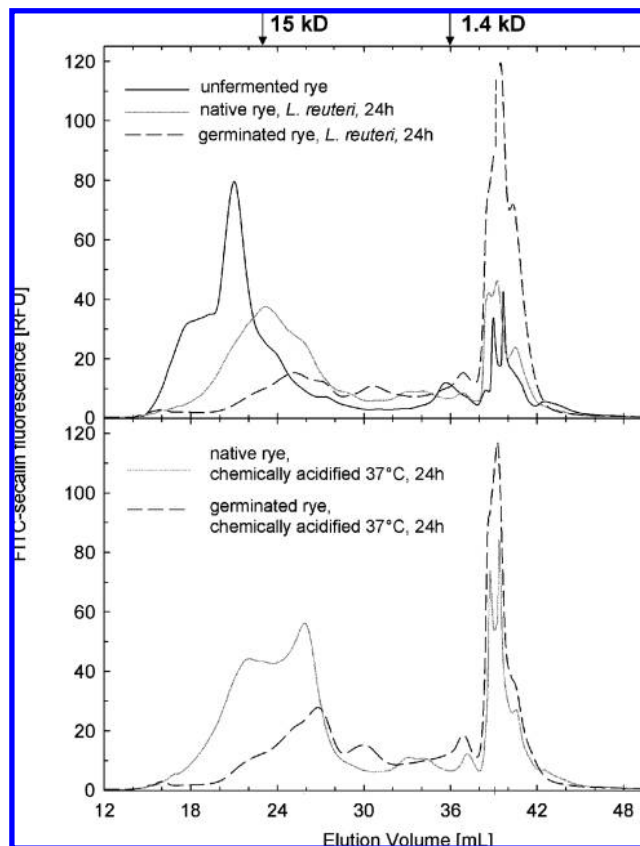 15 kD 1.4 kD
120
unfermented rye
native rye, L. reuteri, 24h
100
germinated rye, L. reuteri, 24h
80
60
40
20
0
FITC-secalin fluorescence [RFU]
120
native rye,
chemically acidified 37°C, 24h
100
germinated rye,
chemically acidified 37°C, 24h
80
60
40
20
0
12 18 24 30 36 42 48
Elution Volume [mL]